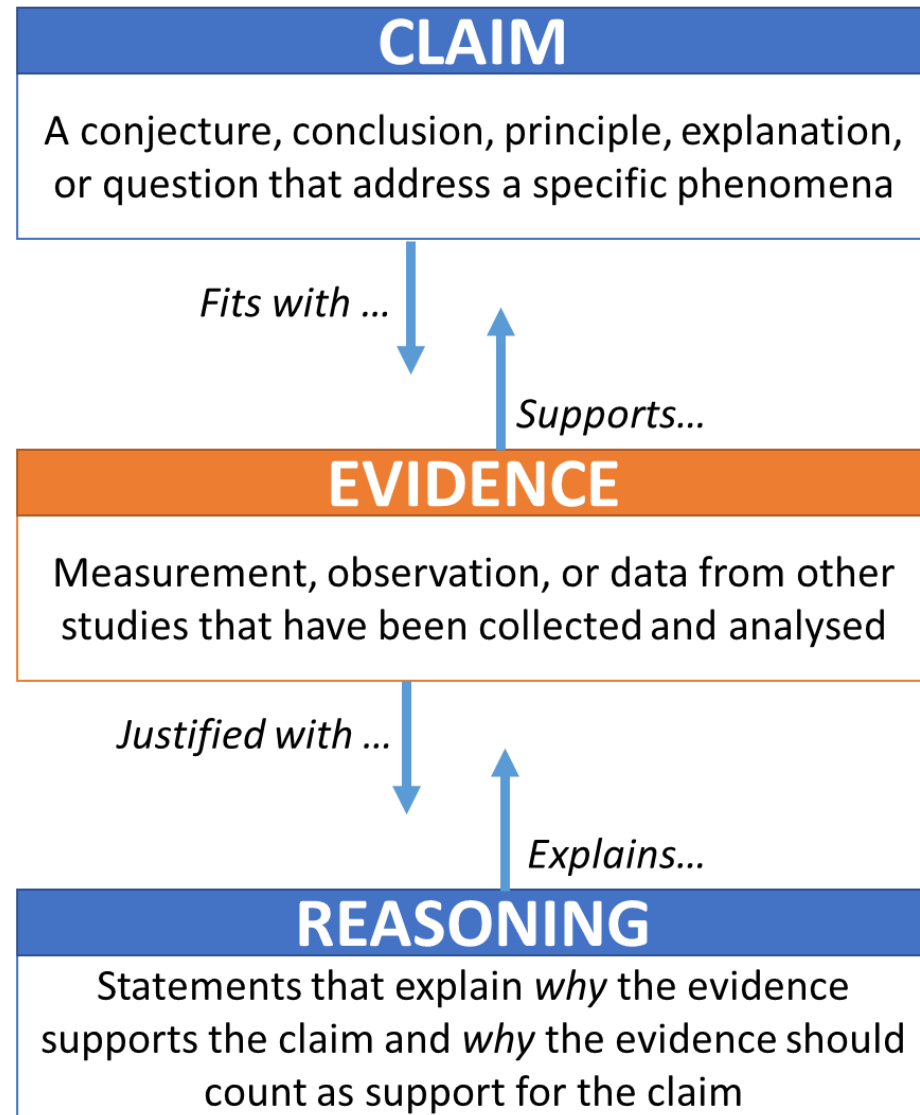 CLAIM
A conjecture, conclusion, principle, explanation,
or question that address a specific phenomena
Fits with ...
Supports...
EVIDENCE
Measurement, observation, or data from other
studies that have been collected and analysed
Justified with ...
Explains...
REASONING
Statements that explain why the evidence
supports the claim and why the evidence should
count as support for the claim